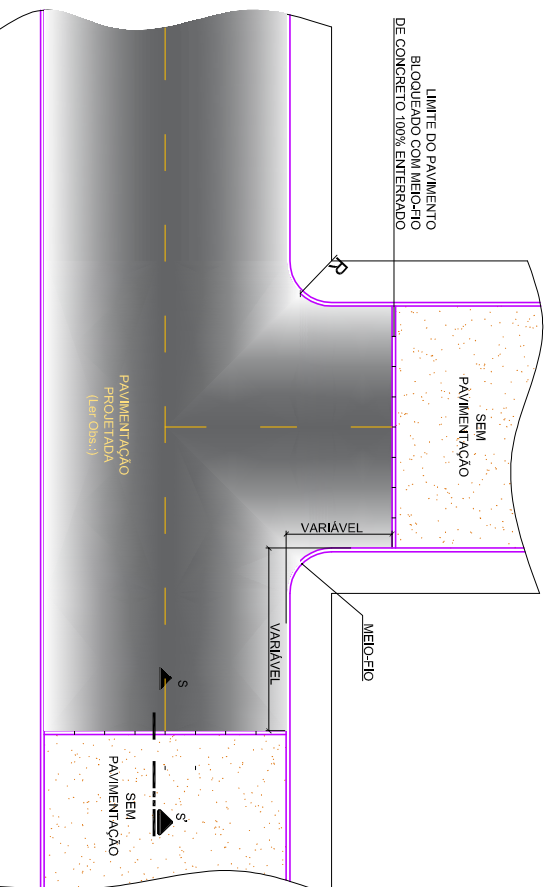 LIMITE DO PAVIMENTO
BLOQUEADO COM MEIO-FIO
DE CONCRETO 100% ENTERRADO
R
SEM
PAVIMENTAÇÃO
VARIÁVEL
MEIO-FIO
VARIÁVEL
PAVIMENTAÇÃO
PROJETADA
(Ler Obs.:)
S
S'
SEM
PAVIMENTAÇÃO